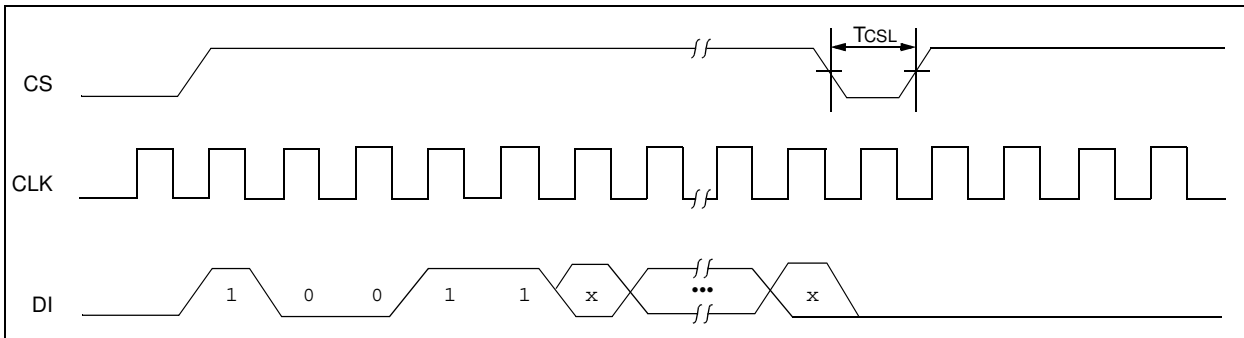 TCSL
CS
CLK
DI
1 0 0 1 1 x ••• x